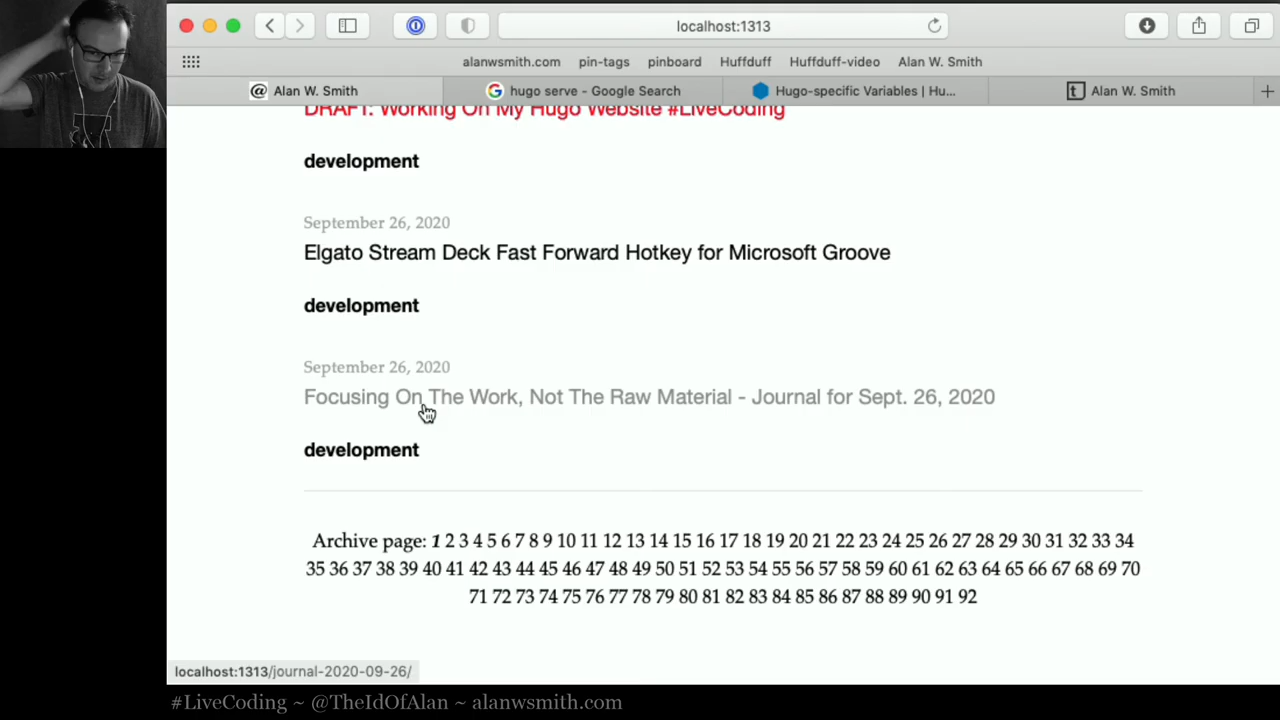 localhost:1313
alanwsmith.com pin-tags pinboard Huffduff Huffduff-video Alan W. Smith
@ Alan W. Smith
G hugo serve - Google Search
Hugo-specific Variables | Hu...
t Alan W. Smith
+
DRAFT: Working On My Hugo Website #LiveCoding
development
September 26, 2020
Elgato Stream Deck Fast Forward Hotkey for Microsoft Groove
development
September 26, 2020
Focusing On The Work, Not The Raw Material - Journal for Sept. 26, 2020
development
Archive page: 1 2 3 4 5 6 7 8 9 10 11 12 13 14 15 16 17 18 19 20 21 22 23 24 25 26 27 28 29 30 31 32 33 34
35 36 37 38 39 40 41 42 43 44 45 46 47 48 49 50 51 52 53 54 55 56 57 58 59 60 61 62 63 64 65 66 67 68 69 70
71 72 73 74 75 76 77 78 79 80 81 82 83 84 85 86 87 88 89 90 91 92
localhost:1313/journal-2020-09-26/
#LiveCoding ~ @TheIdOfAlan ~ alanwsmith.com